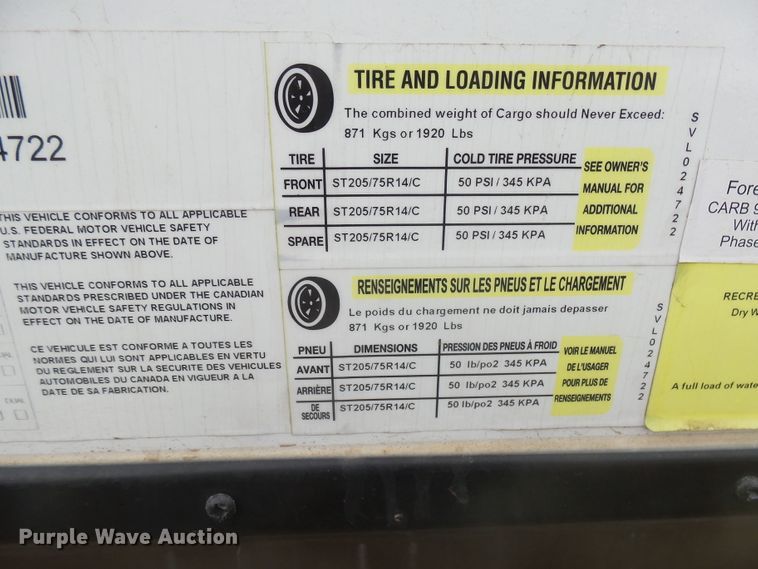 4722
THIS VEHICLE CONFORMS TO ALL APPLICABLE
U.S. FEDERAL MOTOR VEHICLE SAFETY
STANDARDS IN EFFECT ON THE DATE OF
MANUFACTURE SHOWN ABOVE.
THIS VEHICLE CONFORMS TO ALL APPLICABLE
STANDARDS PRESCRIBED UNDER THE CANADIAN
MOTOR VEHICLE SAFETY REGULATIONS IN
EFFECT ON THE DATE OF MANUFACTURE.
CE VEHICULE EST CONFORME A TOUTES LES
NORMES QUI LUI SONT APPLICABLES EN VERTU
DU REGLEMENT SUR LA SECURITE DES VEHICULES
AUTOMOBILES DU CANADA EN VIGUEUR A LA
DATE DE SA FABRICATION.
DUAL
TIRE AND LOADING INFORMATION
The combined weight of Cargo should Never Exceed:
871 Kgs or 1920 Lbs
TIRE SIZE COLD TIRE PRESSURE
FRONT ST205/75R14/C 50 PSI / 345 KPA
REAR ST205/75R14/C 50 PSI / 345 KPA
SPARE ST205/75R14/C 50 PSI / 345 KPA
SEE OWNER'S
MANUAL FOR
ADDITIONAL
INFORMATION
SVL024722
RENSEIGNEMENTS SUR LES PNEUS ET LE CHARGEMENT
Le poids du chargement ne doit jamais depasser
871 Kgs or 1920 Lbs
PNEU DIMENSIONS PRESSION DES PNEUS À FROID
AVANT ST205/75R14/C 50 lb/po2 345 KPA
ARRIÈRE ST205/75R14/C 50 lb/po2 345 KPA
DE SECOURS ST205/75R14/C 50 lb/po2 345 KPA
VOIR LE MANUEL
DE L'USAGER
POUR PLUS DE
RENSEIGNEMENTS
SVL024722
Fore
CARB 9
With
Phase
RECRE
Dry W
A full load of wate
Purple Wave Auction